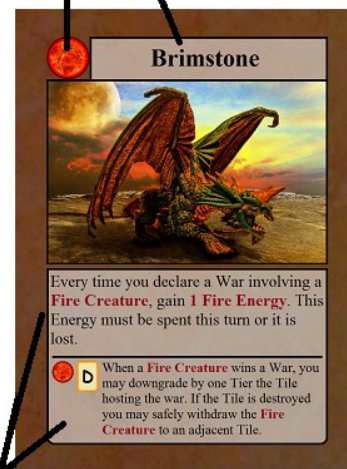 Brimstone
Every time you declare a War involving a
Fire Creature, gain 1 Fire Energy. This
Energy must be spent this turn or it is
lost.
D
When a Fire Creature wins a War, you
may downgrade by one Tier the Tile
hosting the war. If the Tile is destroyed
you may safely withdraw the Fire
Creature to an adjacent Tile.